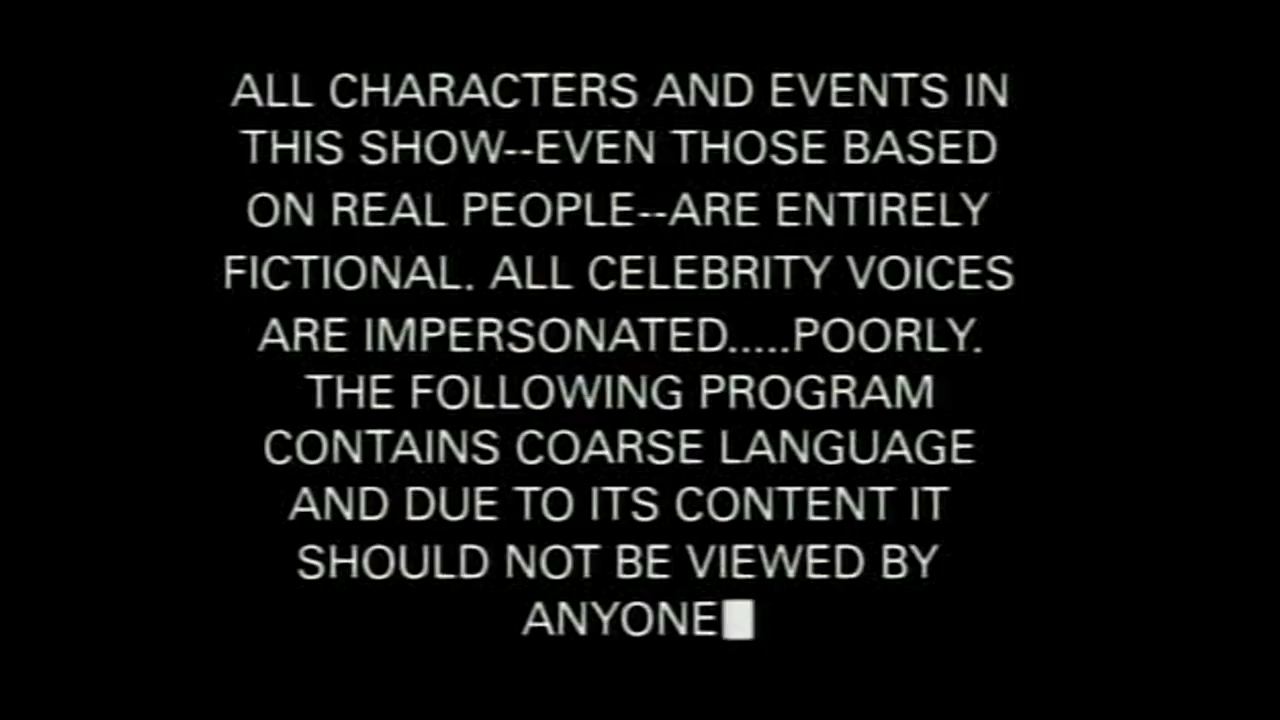 ALL CHARACTERS AND EVENTS IN
THIS SHOW--EVEN THOSE BASED
ON REAL PEOPLE--ARE ENTIRELY
FICTIONAL. ALL CELEBRITY VOICES
ARE IMPERSONATED.....POORLY.
THE FOLLOWING PROGRAM
CONTAINS COARSE LANGUAGE
AND DUE TO ITS CONTENT IT
SHOULD NOT BE VIEWED BY
ANYONE